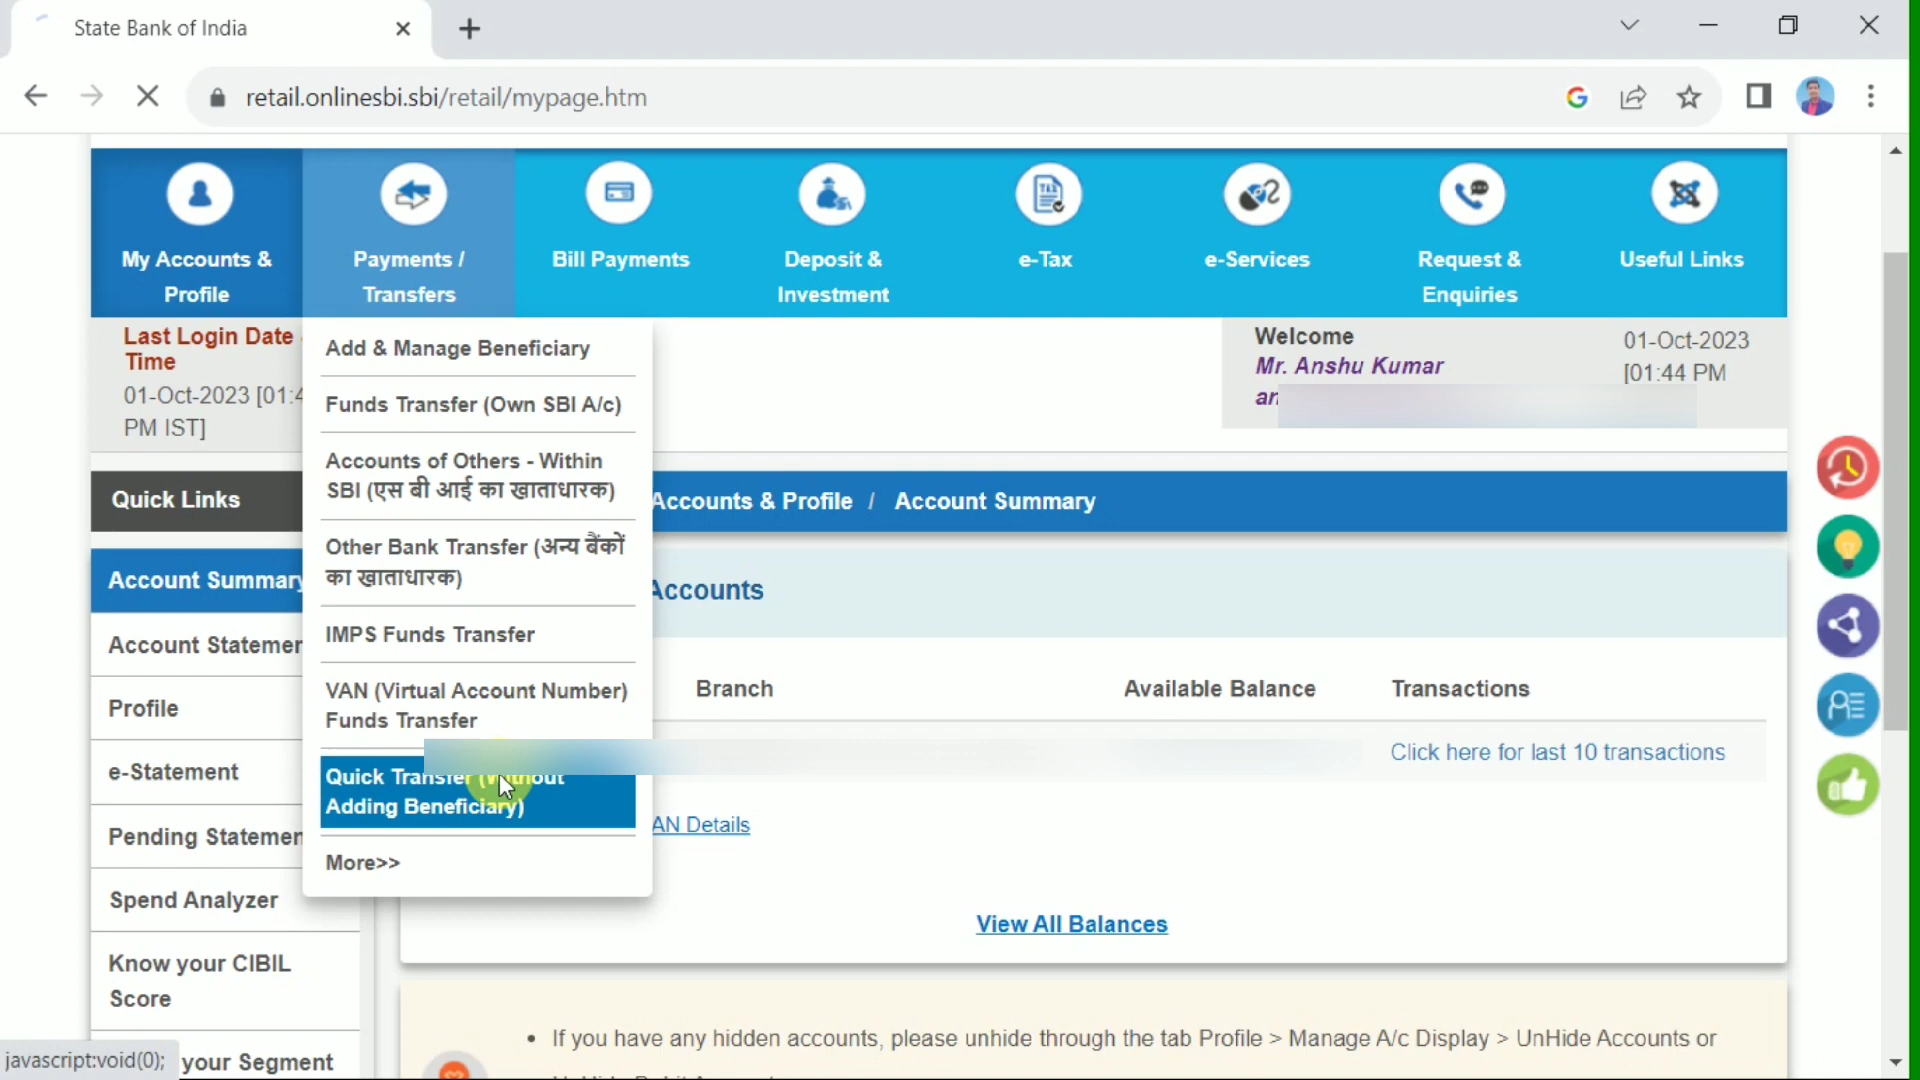 State Bank of India
retail.onlinesbi.sbi/retail/mypage.htm
My Accounts &
Profile
Payments /
Transfers
Bill Payments
Deposit &
Investment
e-Tax
TAX
e-Services
Request &
Enquiries
Useful Links
Last Login Date
Time
01-Oct-2023 [01:4
PM IST]
Welcome
Mr. Anshu Kumar
an
01-Oct-2023
[01:44 PM
Add & Manage Beneficiary
Funds Transfer (Own SBI A/c)
Accounts of Others - Within
SBI (एस बी आई का खाताधारक)
Other Bank Transfer (अन्य बैंकों
का खाताधारक)
IMPS Funds Transfer
VAN (Virtual Account Number)
Funds Transfer
Quick Transfer (Without
Adding Beneficiary)
More>>
Quick Links
Account Summary
Account Statemen
Profile
e-Statement
Pending Statemen
Spend Analyzer
Know your CIBIL
Score
your Segment
Accounts & Profile / Account Summary
Accounts
Branch
Available Balance
Transactions
Click here for last 10 transactions
AN Details
View All Balances
• If you have any hidden accounts, please unhide through the tab Profile > Manage A/c Display > UnHide Accounts or
javascript:void(0);